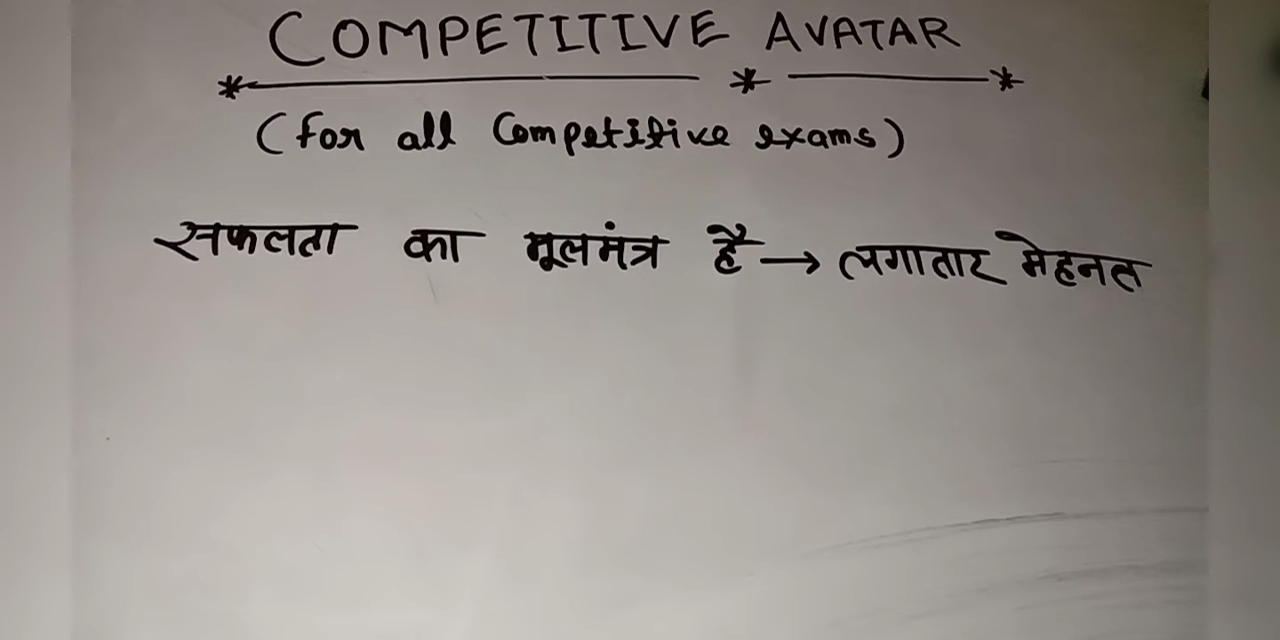 COMPETITIVE AVATAR
(for all Competitive exams)
सफलता का मूलमंत्र है → लगातार मेहनत